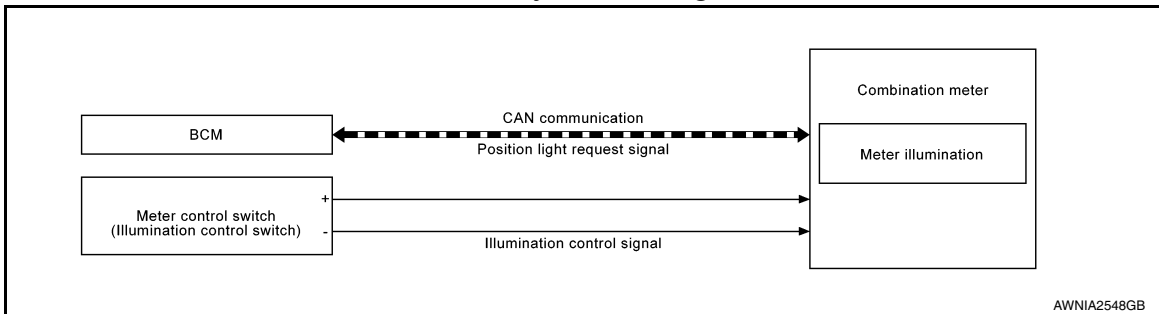 BCM
CAN communication
Position light request signal
Combination meter
Meter illumination
Meter control switch
(Illumination control switch)
+
-
Illumination control signal
AWNIA2548GB